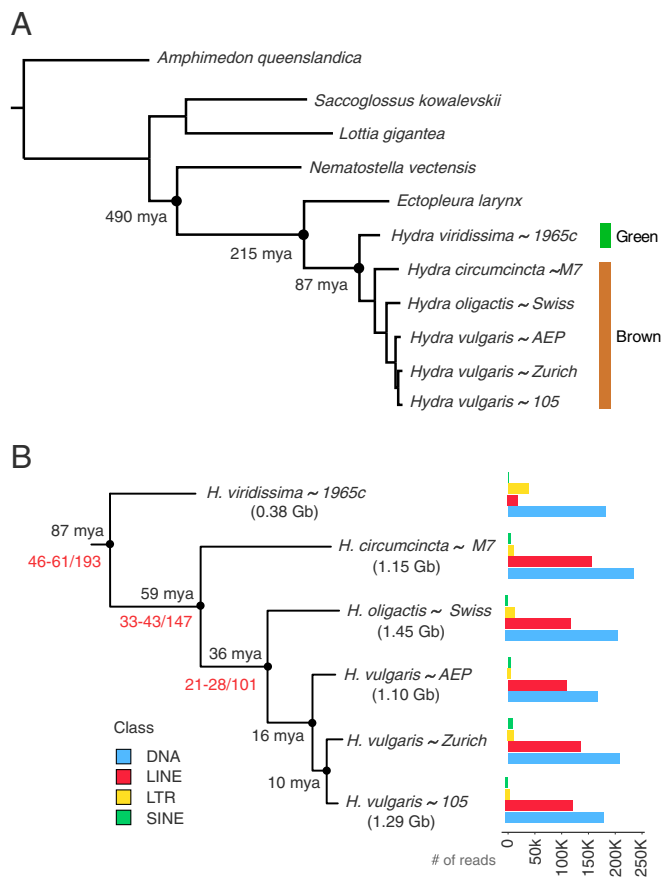 A
Amphimedon queenslandica
Saccoglossus kowalevskii
Lottia gigantea
Nematostella vectensis
490 mya
Ectopleura larynx
215 mya
Hydra viridissima ~ 1965c
Green
87 mya
Hydra circumcincta ~M7
Hydra oligactis ~ Swiss
Hydra vulgaris ~ AEP
Brown
Hydra vulgaris ~ Zurich
Hydra vulgaris ~ 105
B
H. viridissima ~ 1965c
(0.38 Gb)
87 mya
46-61/193
H. circumcincta ~ M7
(1.15 Gb)
59 mya
33-43/147
H. oligactis ~ Swiss
(1.45 Gb)
36 mya
21-28/101
H. vulgaris ~ AEP
(1.10 Gb)
16 mya
H. vulgaris ~ Zurich
10 mya
H. vulgaris ~ 105
(1.29 Gb)
Class
DNA
LINE
LTR
SINE
# of reads
0
50k
100K
150K
200K
250K